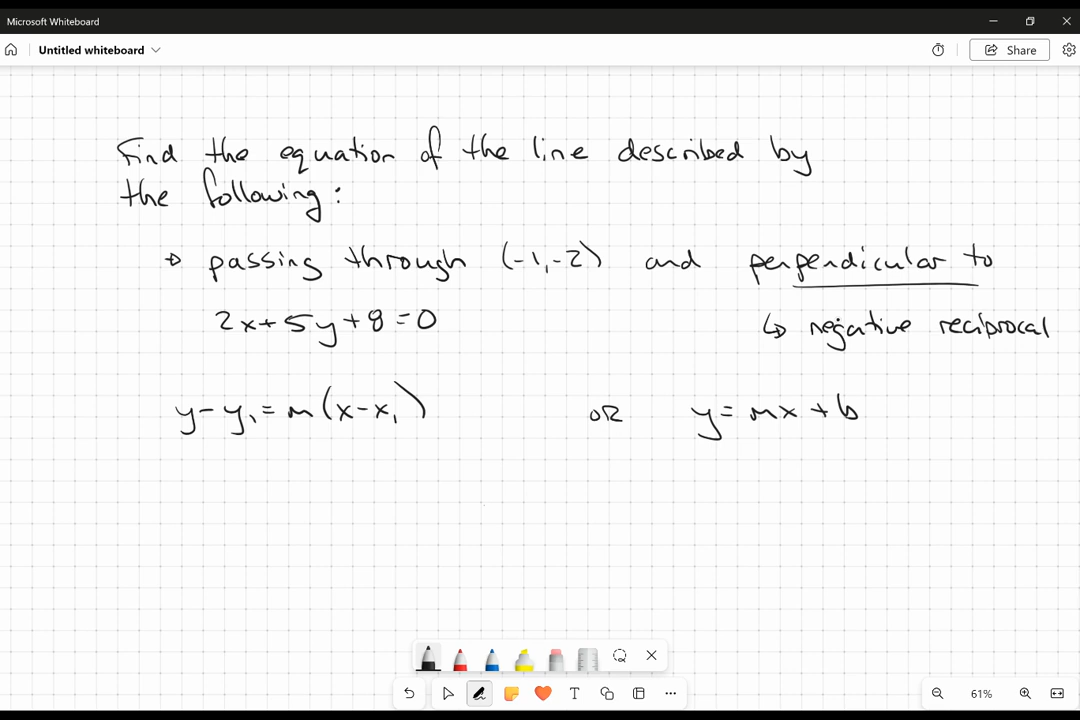 Microsoft Whiteboard
Untitled whiteboard
Share
Find the equation of the line described by
the following:
→ passing through (-1,-2) and perpendicular to
2x+5y+8=0
↳ negative reciprocal
y-y₁=m(x-x₁) or y=mx+b
61%